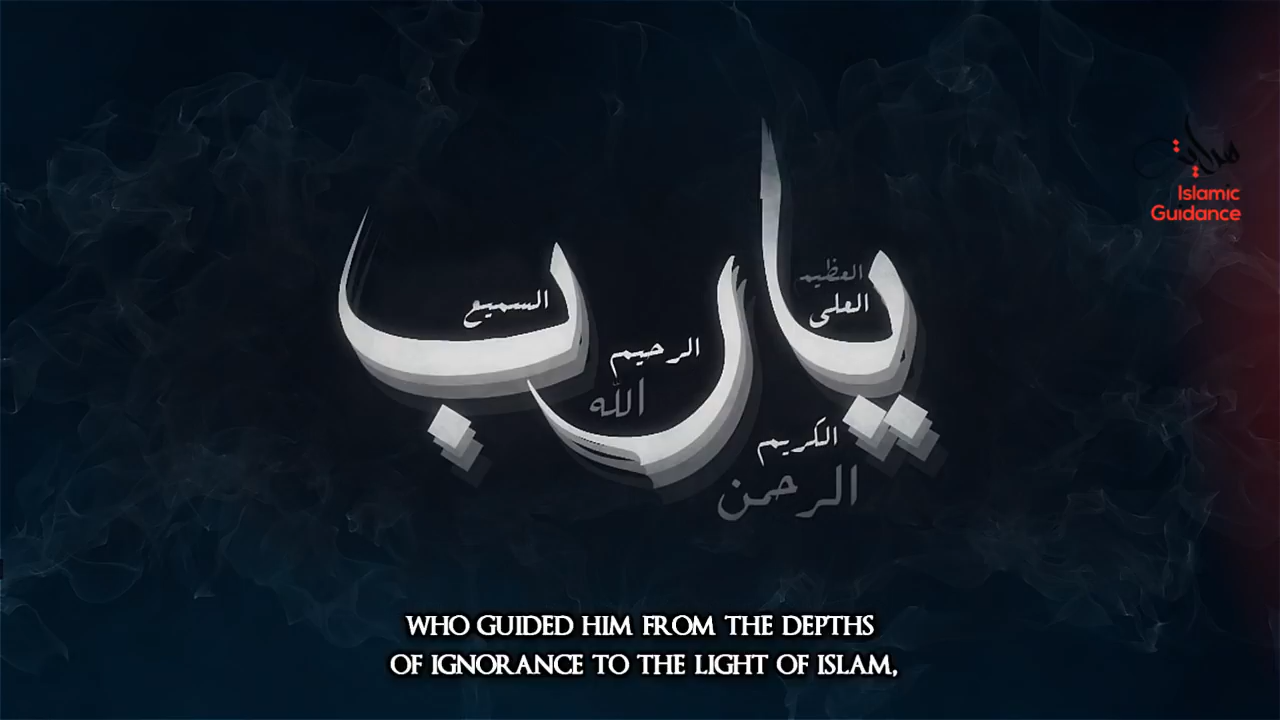 يارب
العظيم
العلى
السميع
الرحيم
الله
الكريم
الرحمن
هداية
Islamic
Guidance
WHO GUIDED HIM FROM THE DEPTHS
OF IGNORANCE TO THE LIGHT OF ISLAM,